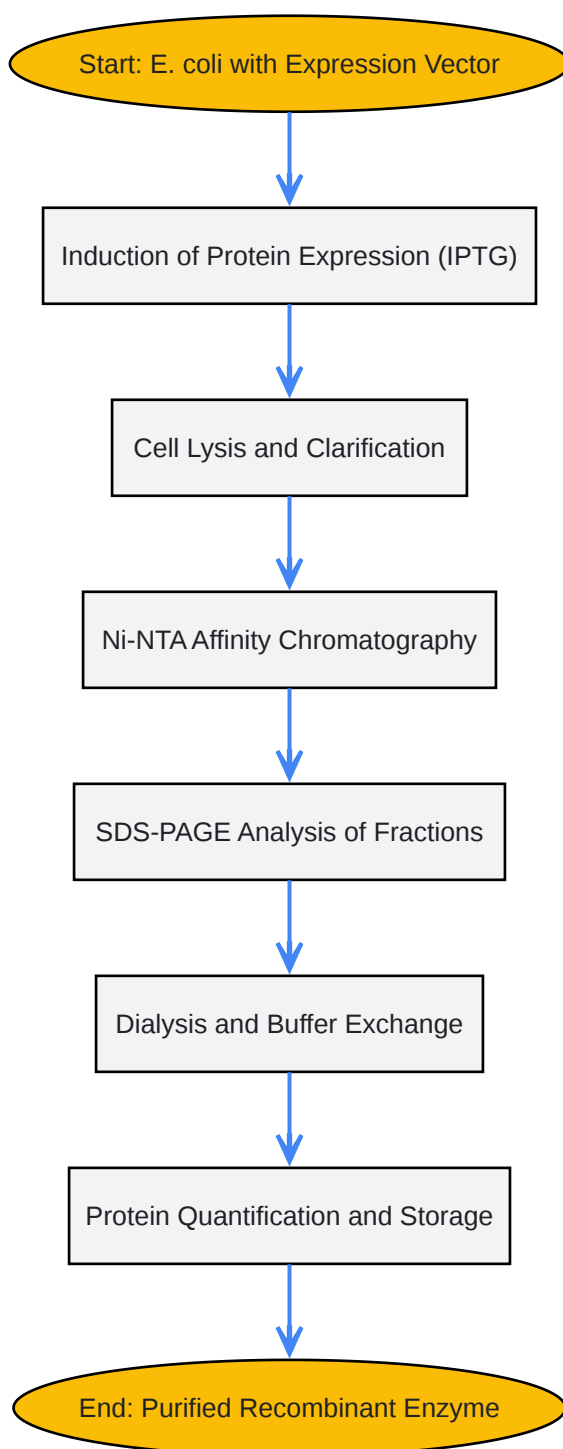 Start: E. coli with Expression Vector
Induction of Protein Expression (IPTG)
Cell Lysis and Clarification
Ni-NTA Affinity Chromatography
SDS-PAGE Analysis of Fractions
Dialysis and Buffer Exchange
Protein Quantification and Storage
End: Purified Recombinant Enzyme